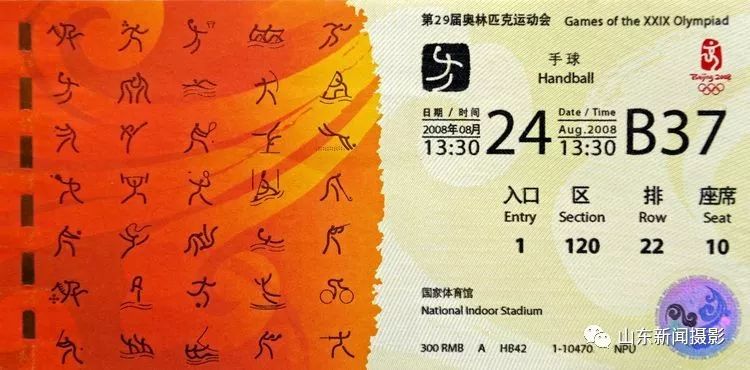 第29届奥林匹克运动会 Games of the XXIX Olympiad
手球
Handball
Beijing 2008
日期 / 时间
2008年08月
13:30
24
Date / Time
Aug.2008
13:30
B37
入口 区 排 座席
Entry Section Row Seat
1 120 22 10
国家体育馆
National Indoor Stadium
300 RMB A HB42 1-10470 NPU
山东新闻摄影